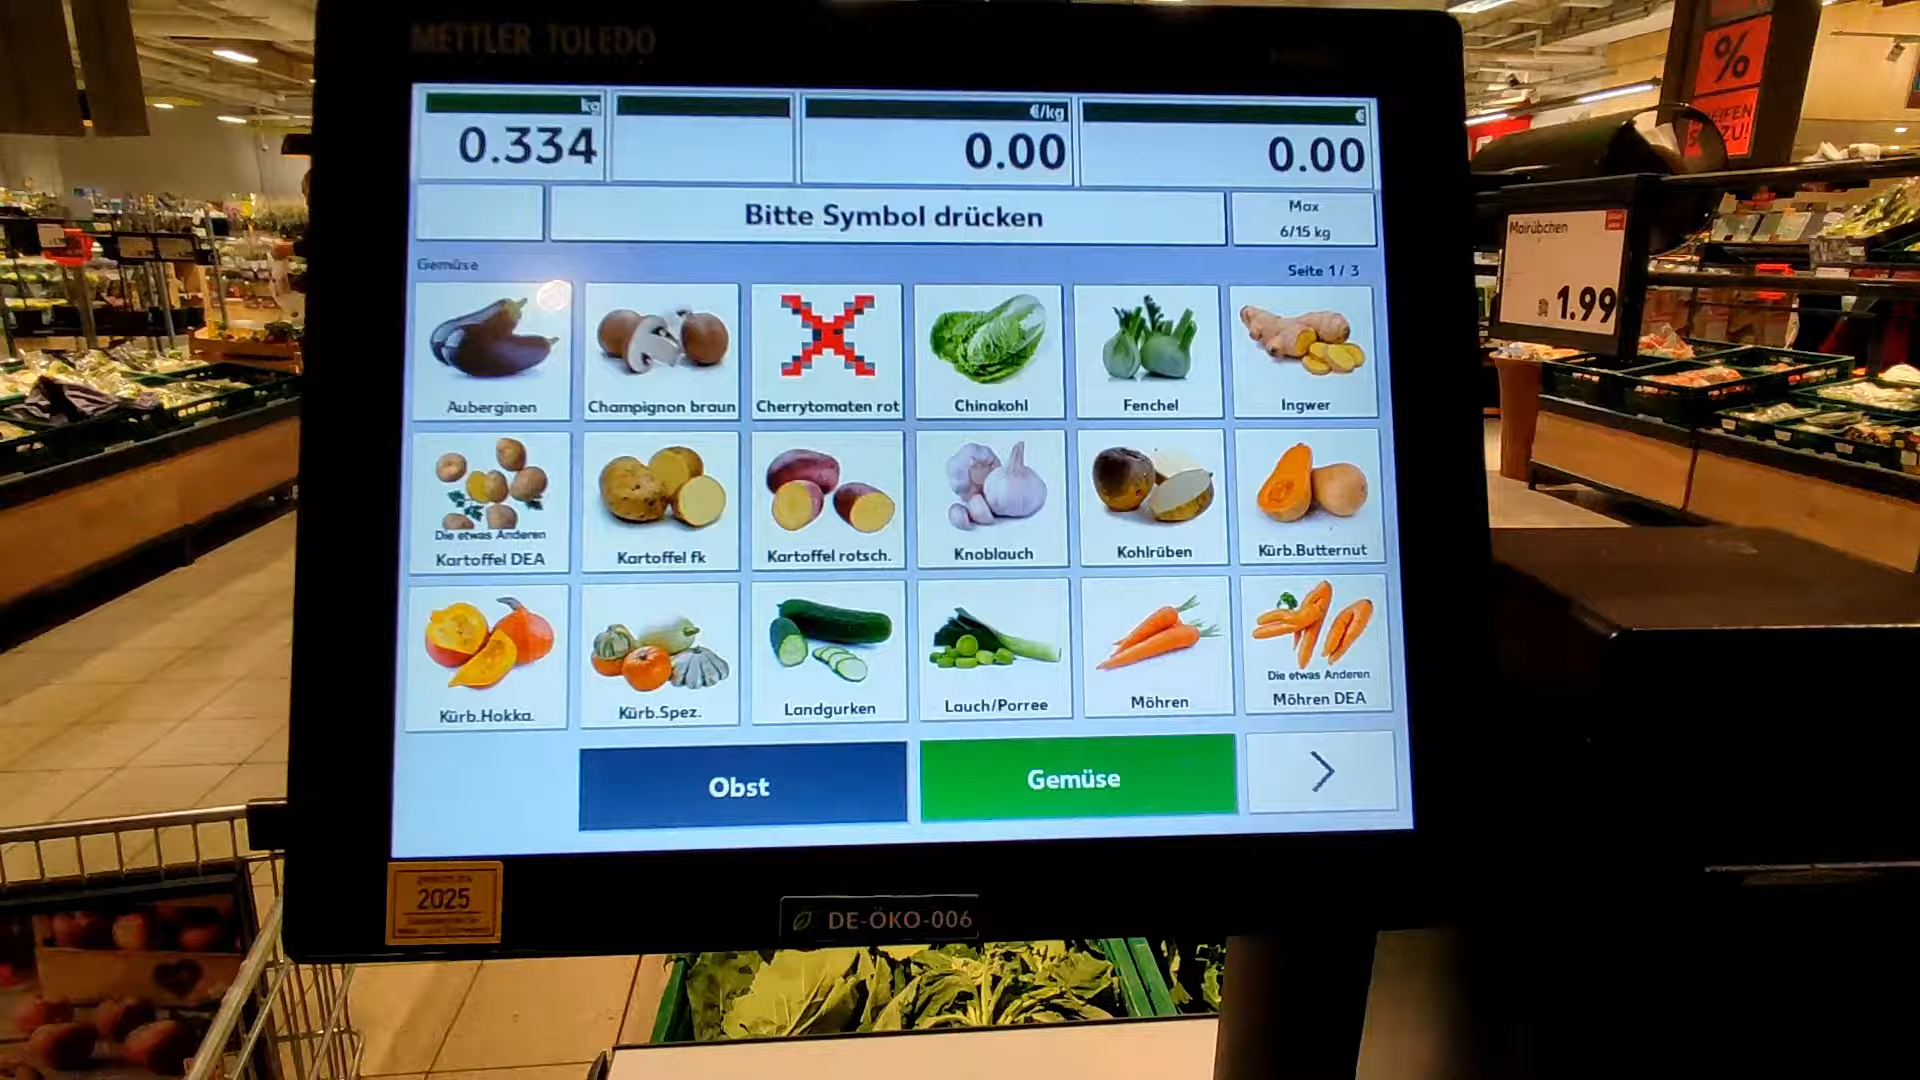 METTLER TOLEDO
kg
€/kg
€
0.334
0.00
0.00
Bitte Symbol drücken
Max
6/15 kg
Gemüse
Seite 1/ 3
Auberginen
Champignon braun
Cherrytomaten rot
Chinakohl
Fenchel
Ingwer
Die etwas Anderen
Kartoffel DEA
Kartoffel fk
Kartoffel rotsch.
Knoblauch
Kohlrüben
Kürb.Butternut
Kürb.Hokka.
Kürb.Spez.
Landgurken
Lauch/Porree
Möhren
Die etwas Anderen
Möhren DEA
Obst
Gemüse
2025
DE-ÖKO-006
%
Mairübchen
1.99